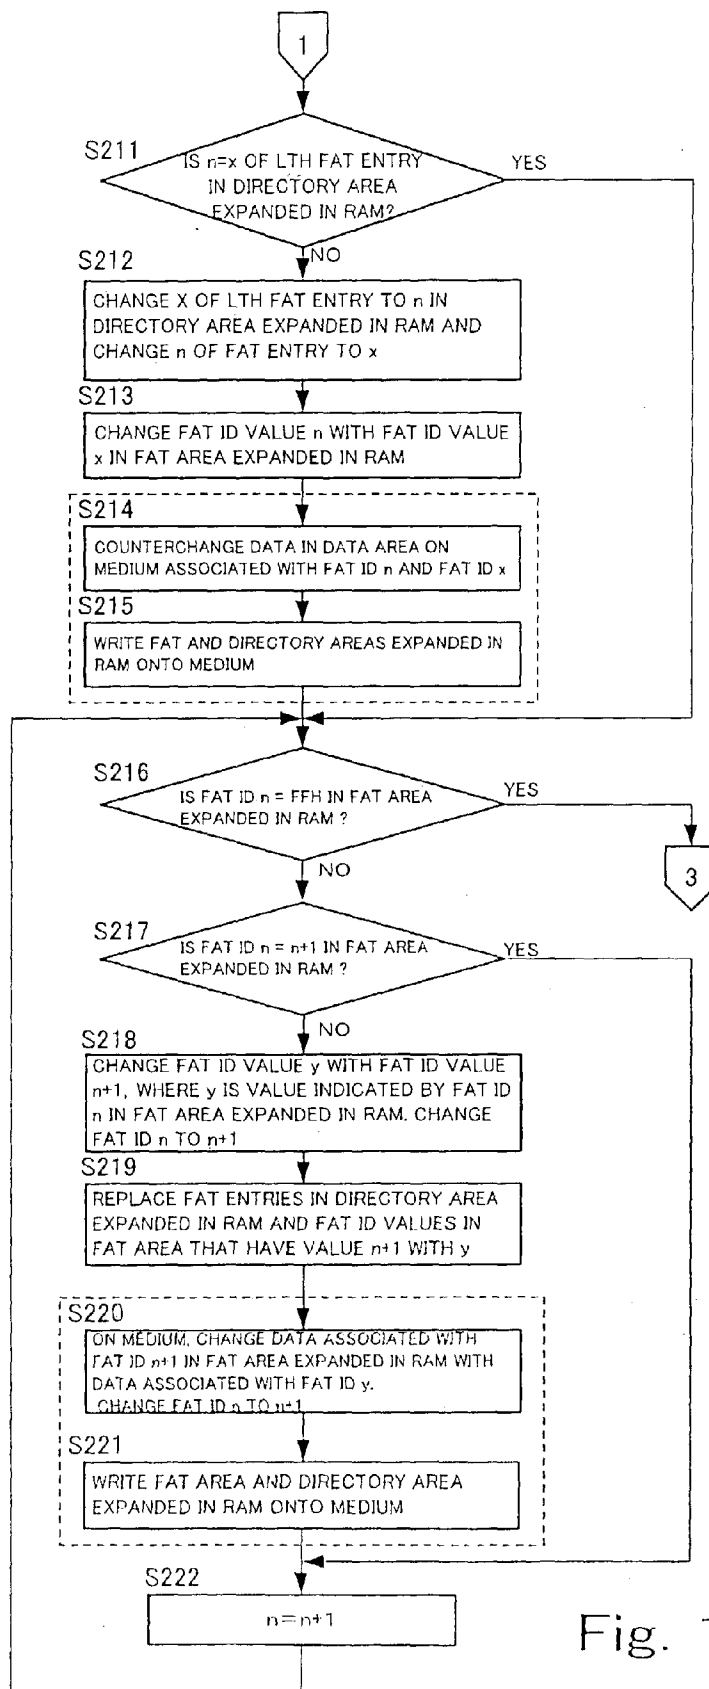 1
S211
IS n=x OF LTH FAT ENTRY
IN DIRECTORY AREA
EXPANDED IN RAM?
YES
NO
S212
CHANGE X OF LTH FAT ENTRY TO n IN
DIRECTORY AREA EXPANDED IN RAM AND
CHANGE n OF FAT ENTRY TO x
S213
CHANGE FAT ID VALUE n WITH FAT ID VALUE
x IN FAT AREA EXPANDED IN RAM
S214
COUNTERCHANGE DATA IN DATA AREA ON
MEDIUM ASSOCIATED WITH FAT ID n AND FAT ID x
S215
WRITE FAT AND DIRECTORY AREAS EXPANDED IN
RAM ONTO MEDIUM
S216
IS FAT ID n = FFH IN FAT AREA
EXPANDED IN RAM ?
YES
NO
3
S217
IS FAT ID n = n+1 IN FAT AREA
EXPANDED IN RAM ?
YES
NO
S218
CHANGE FAT ID VALUE y WITH FAT ID VALUE
n+1, WHERE y IS VALUE INDICATED BY FAT ID
n IN FAT AREA EXPANDED IN RAM. CHANGE
FAT ID n TO n+1
S219
REPLACE FAT ENTRIES IN DIRECTORY AREA
EXPANDED IN RAM AND FAT ID VALUES IN
FAT AREA THAT HAVE VALUE n+1 WITH y
S220
ON MEDIUM, CHANGE DATA ASSOCIATED WITH
FAT ID n+1 IN FAT AREA EXPANDED IN RAM WITH
DATA ASSOCIATED WITH FAT ID y.
CHANGE FAT ID n TO n+1
S221
WRITE FAT AREA AND DIRECTORY AREA
EXPANDED IN RAM ONTO MEDIUM
S222
n=n+1
Fig.